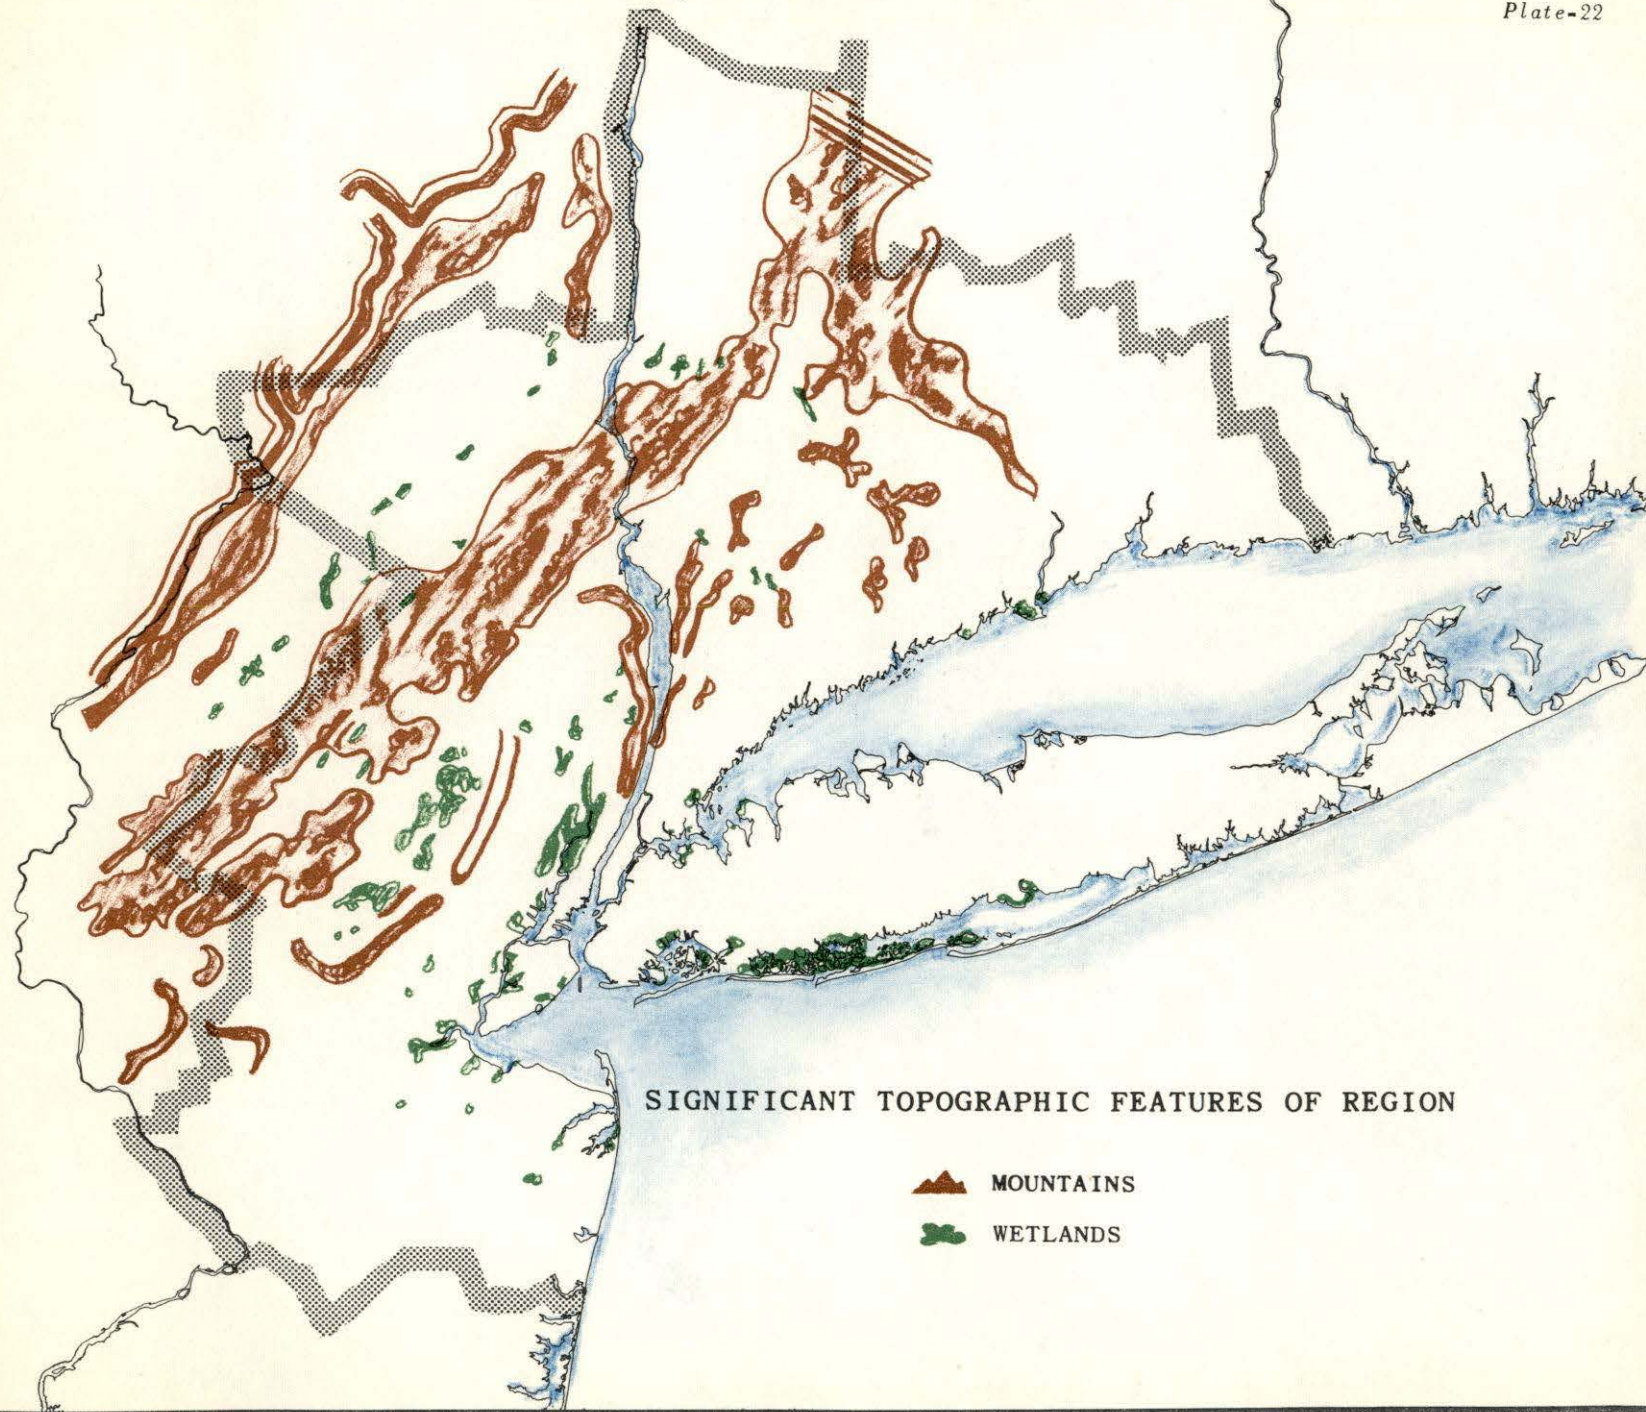 Plate-22
SIGNIFICANT TOPOGRAPHIC FEATURES OF REGION
MOUNTAINS
WETLANDS